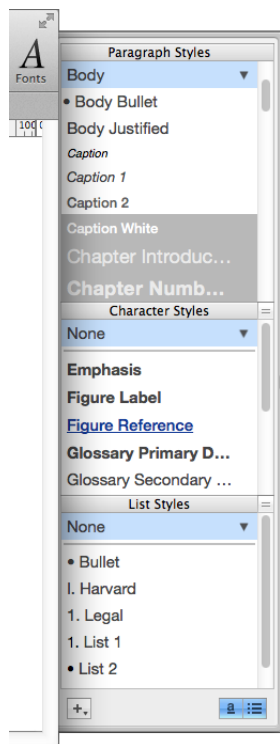 Fonts
100
Paragraph Styles
Body
• Body Bullet
Body Justified
Caption
Caption 1
Caption 2
Caption White
Chapter Introduc...
Chapter Numb...
Character Styles
None
Emphasis
Figure Label
Figure Reference
Glossary Primary D...
Glossary Secondary ...
List Styles
None
• Bullet
I. Harvard
1. Legal
1. List 1
• List 2
a